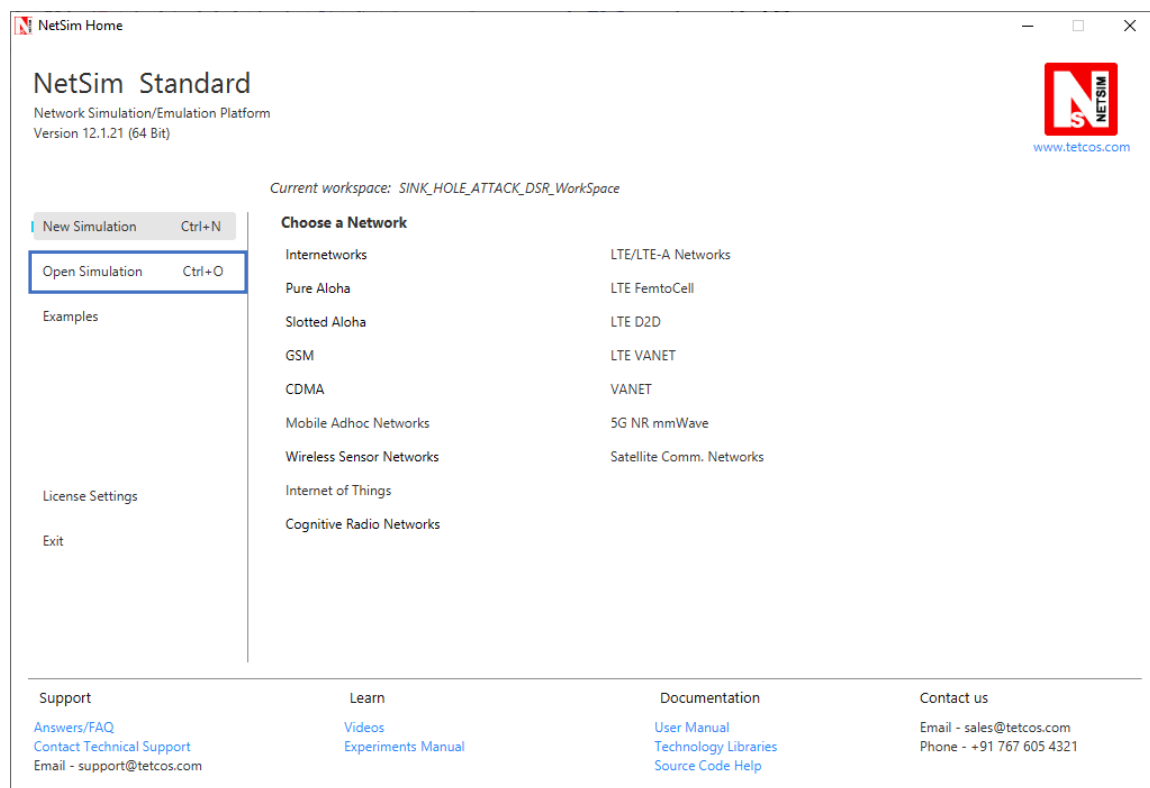 NetSim Home
NetSim Standard
Network Simulation/Emulation Platform
Version 12.1.21 (64 Bit)
NETSIM
NS
www.tetcos.com
Current workspace: SINK_HOLE_ATTACK_DSR_WorkSpace
New Simulation Ctrl+N
Open Simulation Ctrl+O
Examples
License Settings
Exit
Choose a Network
Internetworks
Pure Aloha
Slotted Aloha
GSM
CDMA
Mobile Adhoc Networks
Wireless Sensor Networks
Internet of Things
Cognitive Radio Networks
LTE/LTE-A Networks
LTE FemtoCell
LTE D2D
LTE VANET
VANET
5G NR mmWave
Satellite Comm. Networks
Support
Answers/FAQ
Contact Technical Support
Email - support@tetcos.com
Learn
Videos
Experiments Manual
Documentation
User Manual
Technology Libraries
Source Code Help
Contact us
Email - sales@tetcos.com
Phone - +91 767 605 4321